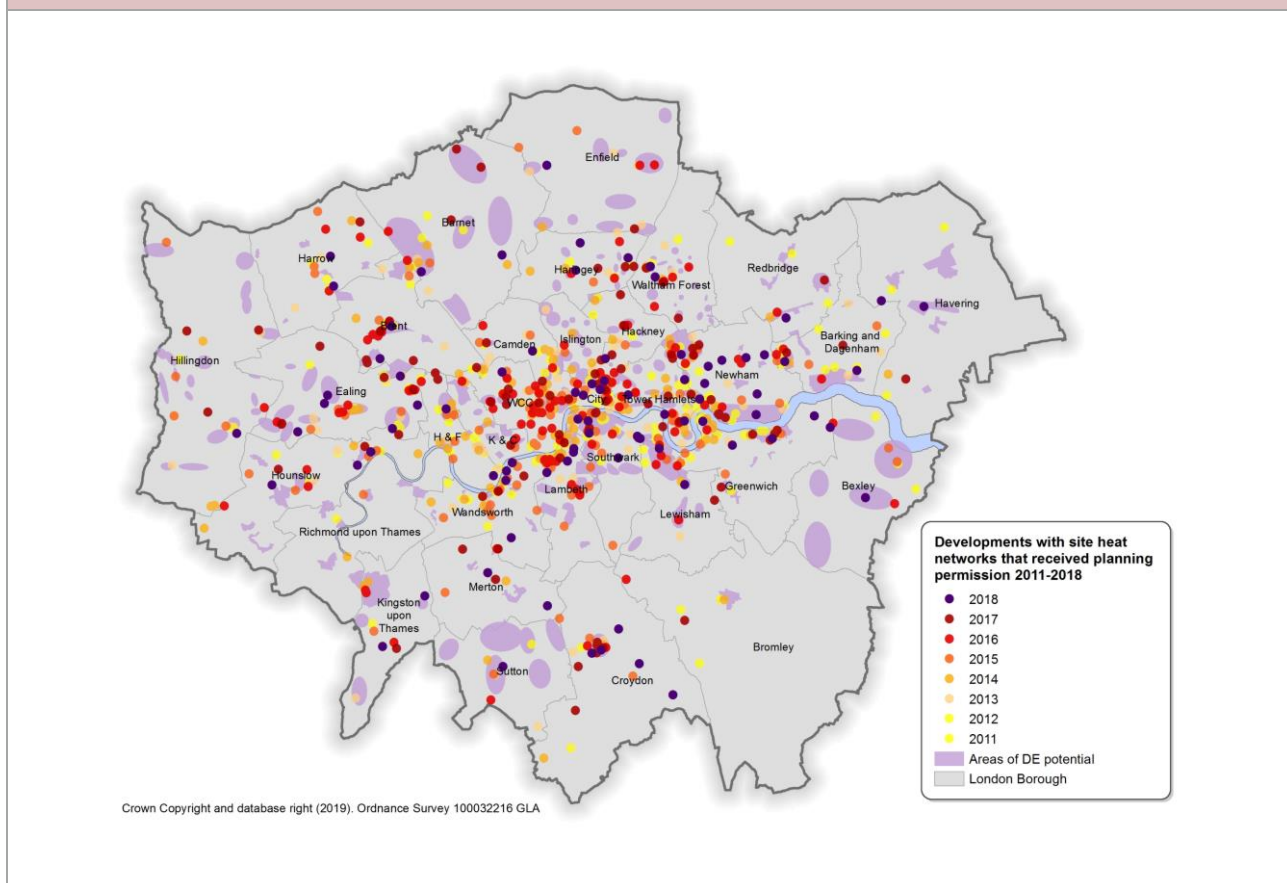 Enfield
Barnet
Harrow
Haringey
Redbridge
Waltham Forest
Havering
Brent
Hackney
Camden
Islington
Barking and
Dagenham
Hillingdon
Newham
Ealing
WCC
City
Tower Hamlets
H & F
K & C
Southwark
Hounslow
Lambeth
Greenwich
Bexley
Wandsworth
Lewisham
Richmond upon Thames
Merton
Kingston
upon
Thames
Bromley
Sutton
Croydon
Developments with site heat
networks that received planning
permission 2011-2018
2018
2017
2016
2015
2014
2013
2012
2011
Areas of DE potential
London Borough
Crown Copyright and database right (2019). Ordnance Survey 100032216 GLA